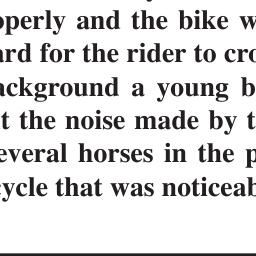 operly and the bike w
ard for the rider to cro
ackground a young b
t the noise made by t
everal horses in the p
cycle that was noticeab